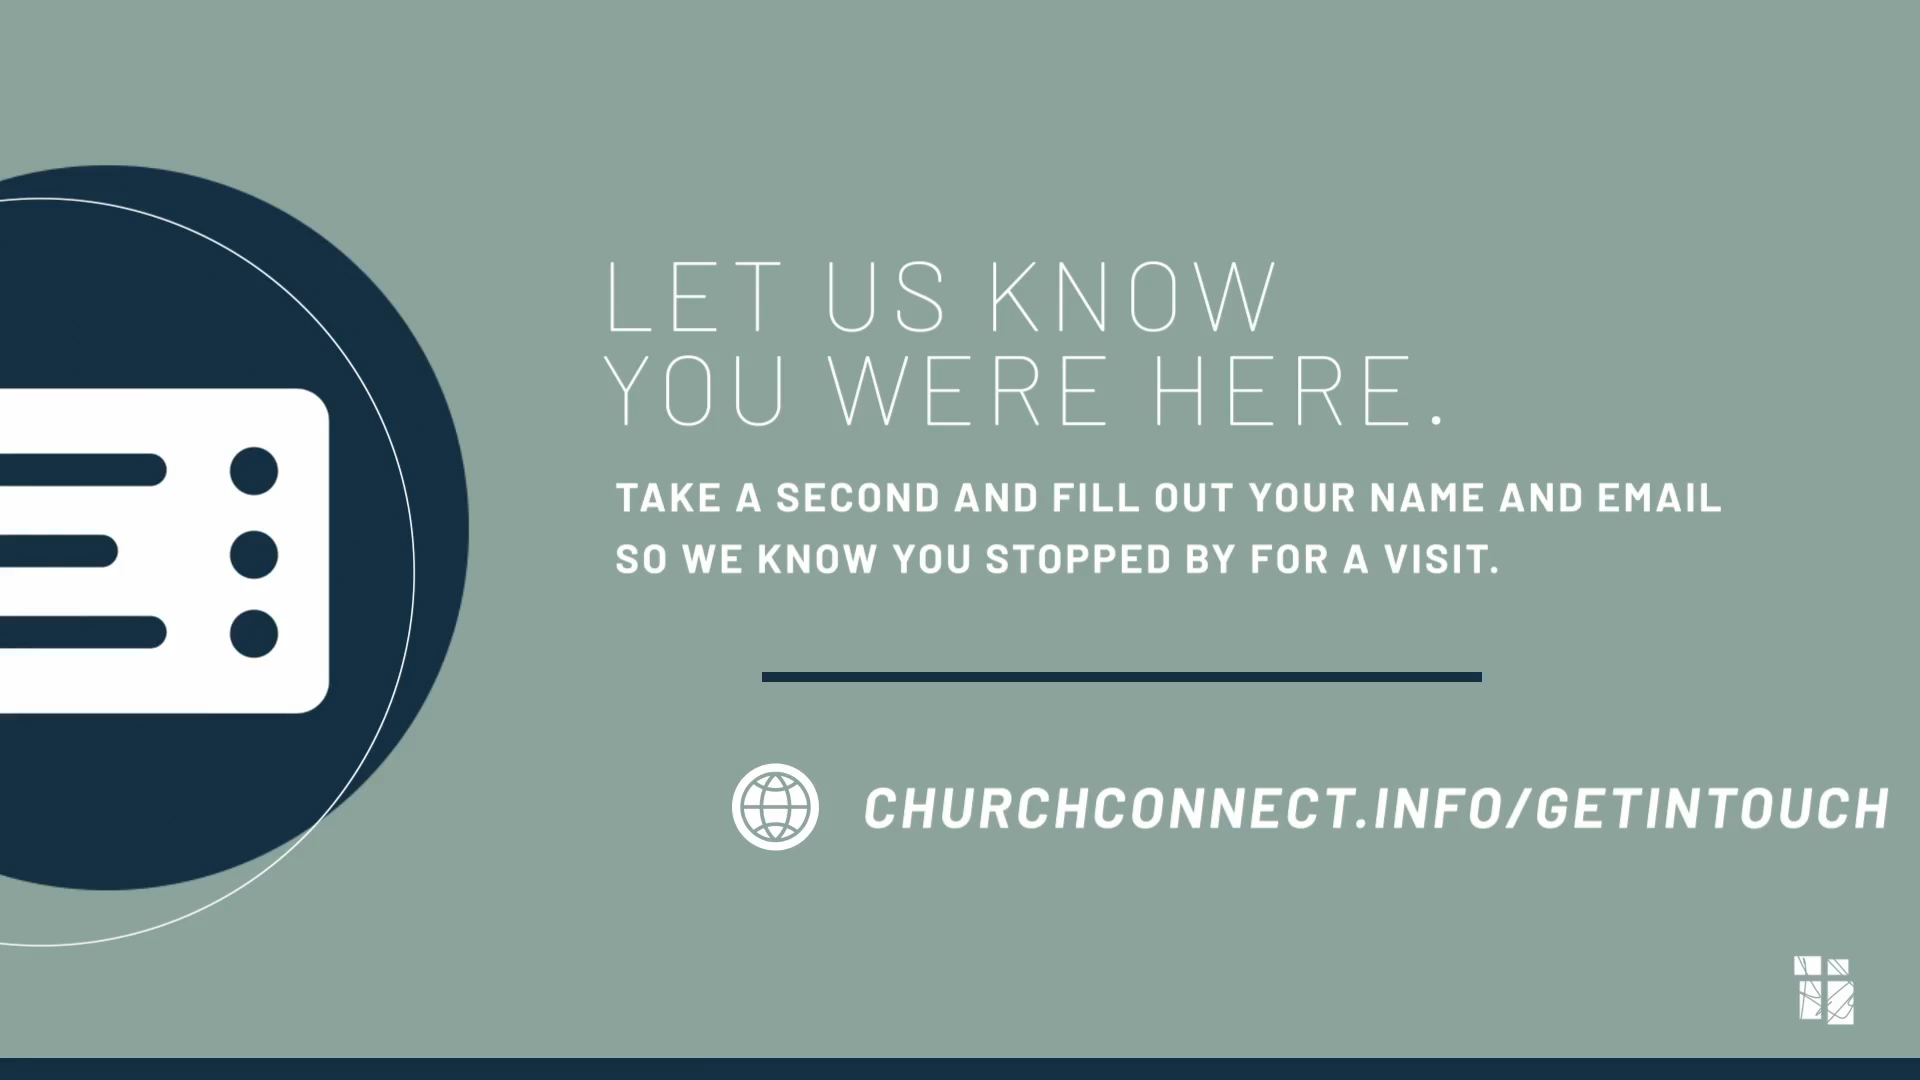 LET US KNOW
YOU WERE HERE.
TAKE A SECOND AND FILL OUT YOUR NAME AND EMAIL
SO WE KNOW YOU STOPPED BY FOR A VISIT.
CHURCHCONNECT.INFO/GETINTOUCH